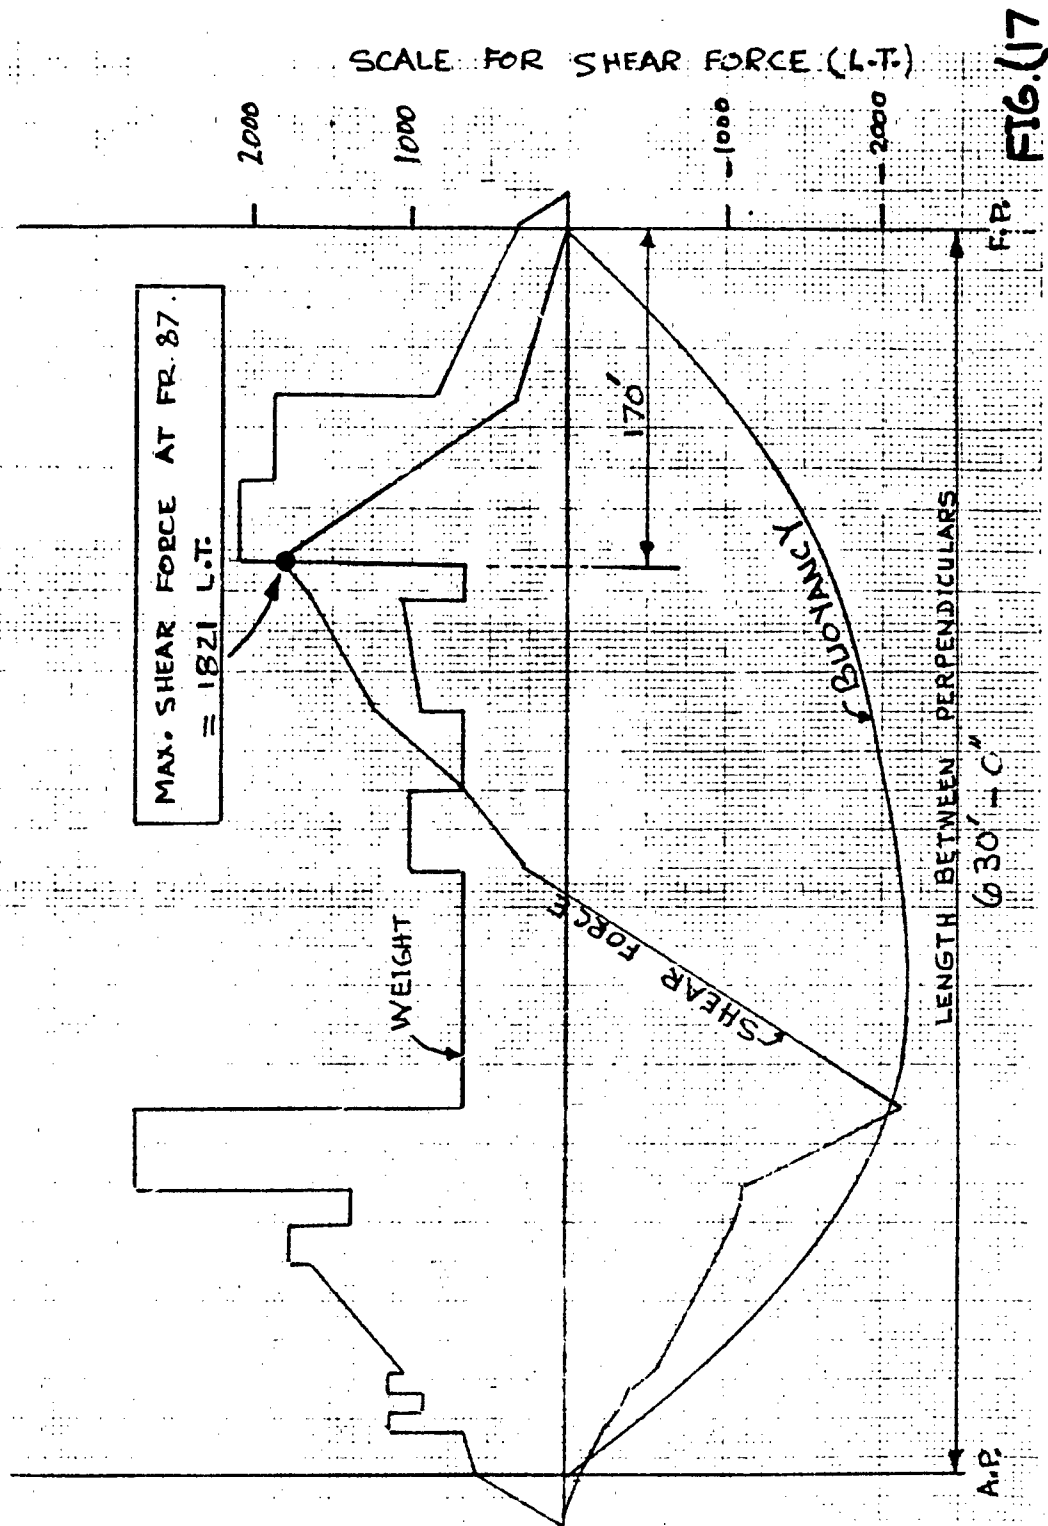 SCALE FOR SHEAR FORCE (L.T.)
2000
1000
-1000
-2000
FIG.(17
F.P.
MAX. SHEAR FORCE AT FR. 87.
= 1821 L.T.
170'
BUOYANCY
WEIGHT
SHEAR FORCE
LENGTH BETWEEN PERPENDICULARS
630'-0"
A.P.